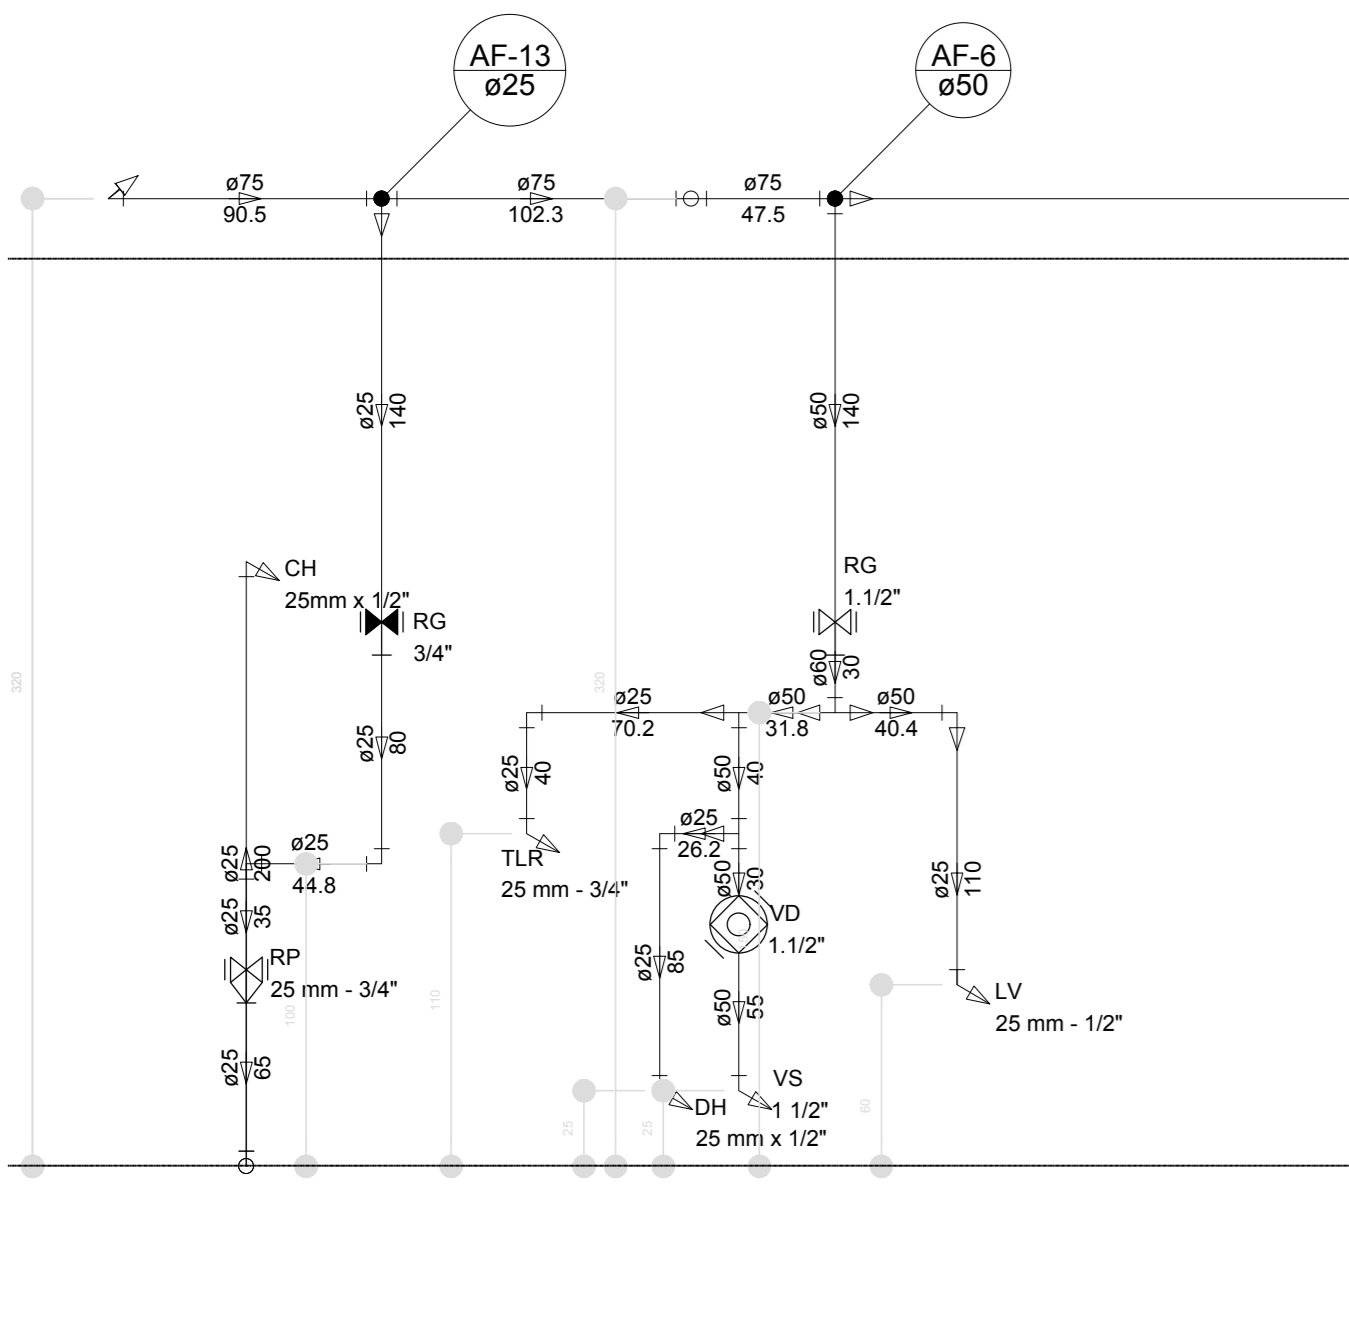 AF-13
ø25
AF-6
ø50
ø75
90.5
ø75
102.3
ø75
47.5
ø25
140
ø50
140
CH
25mm x 1/2"
RG
3/4"
RG
1.1/2"
ø60
30
320
320
ø25
70.2
ø50
31.8
ø50
40.4
ø25
80
ø25
40
ø50
40
ø25
26.2
ø25
44.8
ø25
200
ø25
35
TLR
25 mm - 3/4"
ø50
30
ø25
110
VD
1.1/2"
RP
25 mm - 3/4"
ø25
85
100
110
ø50
55
LV
25 mm - 1/2"
ø25
65
VS
1 1/2"
DH
25 mm x 1/2"
25
25
60